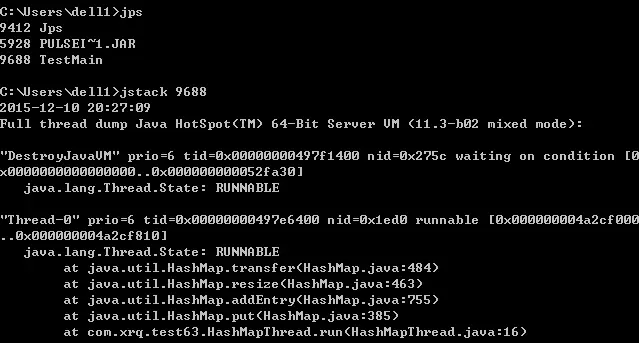 C:\Users\dell1>jps
9412 Jps
5928 PULSEI~1.JAR
9688 TestMain
C:\Users\dell1>jstack 9688
2015-12-10 20:27:09
Full thread dump Java HotSpot(TM) 64-Bit Server VM (11.3-b02 mixed mode):
"DestroyJavaVM" prio=6 tid=0x00000000497f1400 nid=0x275c waiting on condition [0
x0000000000000000..0x000000000052fa30]
java.lang.Thread.State: RUNNABLE
"Thread-0" prio=6 tid=0x00000000497e6400 nid=0x1ed0 runnable [0x000000004a2cf000
..0x000000004a2cf810]
java.lang.Thread.State: RUNNABLE
at java.util.HashMap.transfer(HashMap.java:484)
at java.util.HashMap.resize(HashMap.java:463)
at java.util.HashMap.addEntry(HashMap.java:755)
at java.util.HashMap.put(HashMap.java:385)
at com.xrq.test63.HashMapThread.run(HashMapThread.java:16)